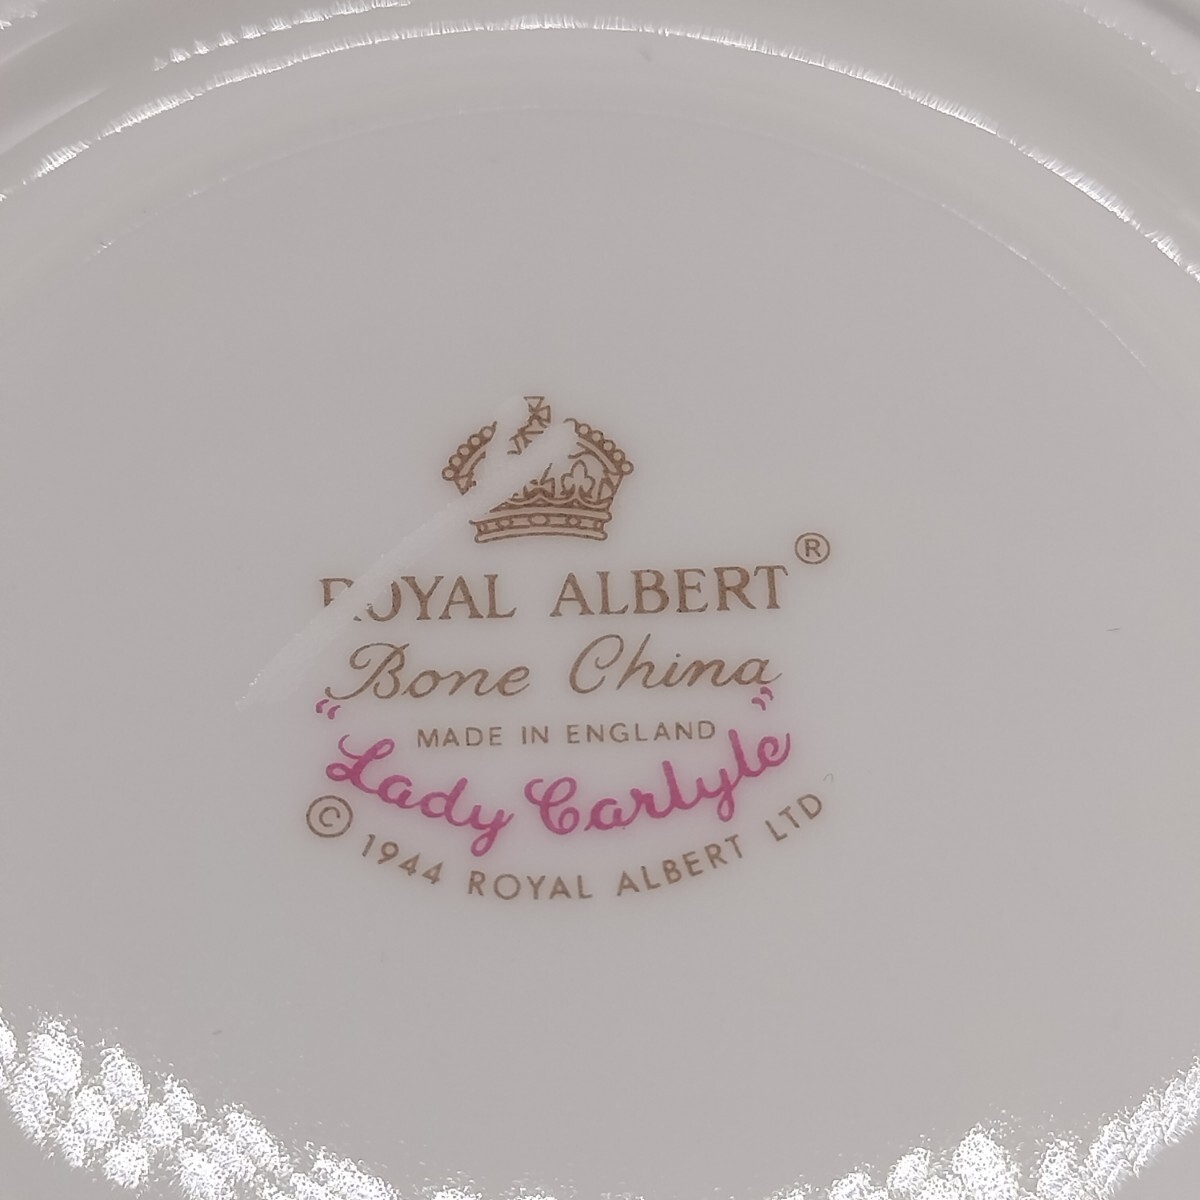 ROYAL ALBERT ®
Bone China
MADE IN ENGLAND
"Lady Carlyle"
© 1944 ROYAL ALBERT LTD